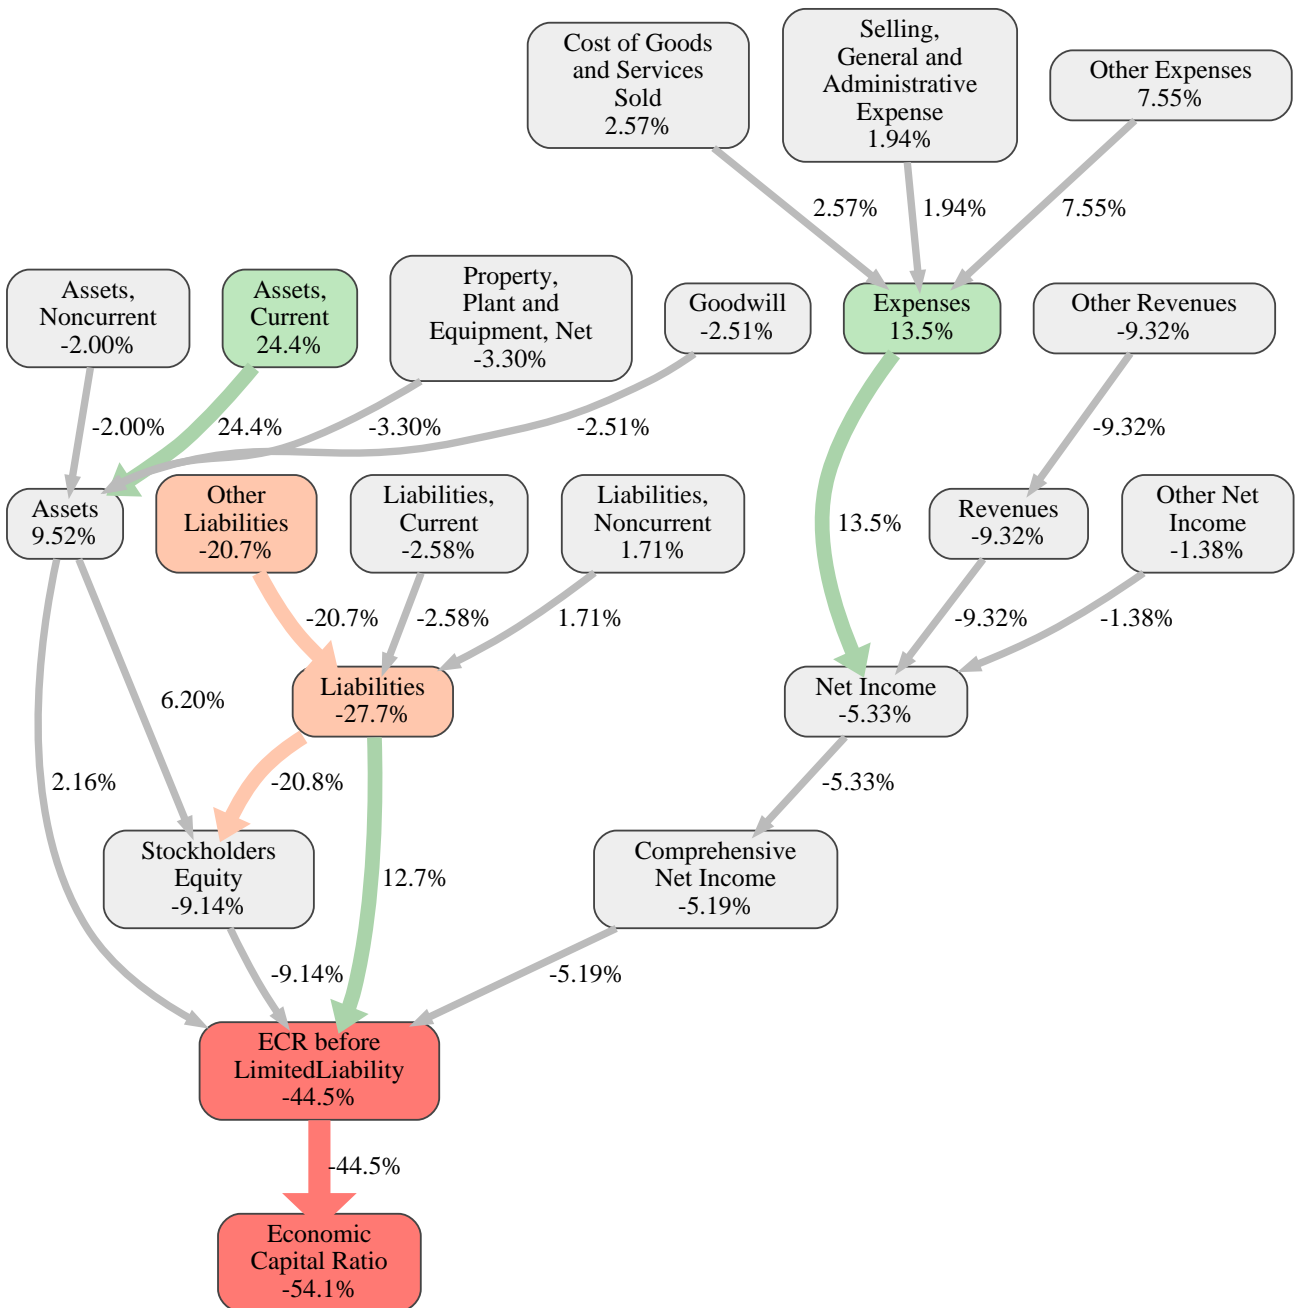 Cost of Goods
and Services
Sold
2.57%
Selling,
General and
Administrative
Expense
1.94%
Other Expenses
7.55%
2.57%
1.94%
7.55%
Assets,
Noncurrent
-2.00%
Assets,
Current
24.4%
Property,
Plant and
Equipment, Net
-3.30%
Goodwill
-2.51%
Expenses
13.5%
Other Revenues
-9.32%
-2.00%
24.4%
-3.30%
-2.51%
-9.32%
Assets
9.52%
Other
Liabilities
-20.7%
Liabilities,
Current
-2.58%
Liabilities,
Noncurrent
1.71%
13.5%
Revenues
-9.32%
Other Net
Income
-1.38%
-20.7%
-2.58%
1.71%
-9.32%
-1.38%
6.20%
Liabilities
-27.7%
Net Income
-5.33%
2.16%
-20.8%
-5.33%
Stockholders
Equity
-9.14%
12.7%
Comprehensive
Net Income
-5.19%
-9.14%
-5.19%
ECR before
LimitedLiability
-44.5%
-44.5%
Economic
Capital Ratio
-54.1%